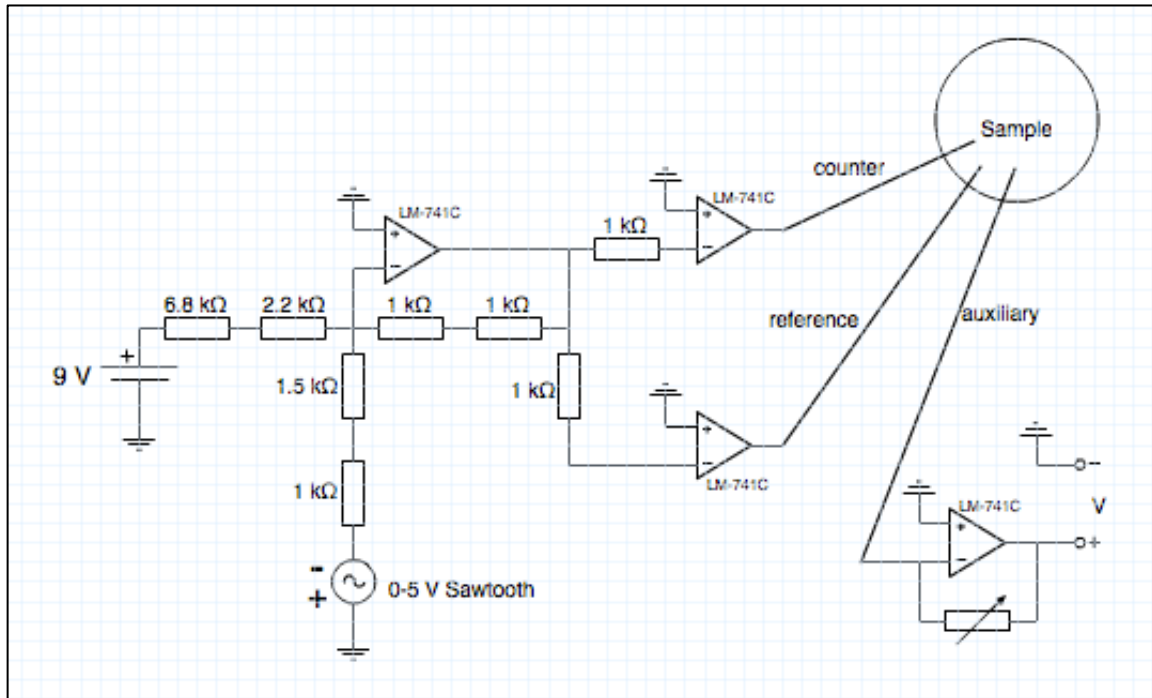 Sample
counter
LM-741C
LM-741C
1 kΩ
6.8 kΩ
2.2 kΩ
1 kΩ
1 kΩ
reference
auxiliary
+
9 V
1.5 kΩ
1 kΩ
LM-741C
1 kΩ
-
+
0-5 V Sawtooth
LM-741C
-
V
+
+
-
+
-
+
-
+
-